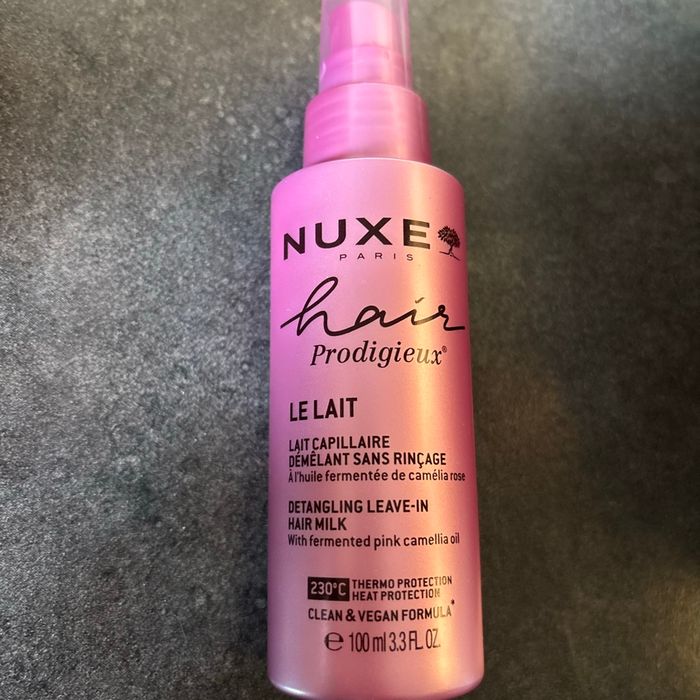 NUXE
PARIS
hair
Prodigieux®
LE LAIT
LAIT CAPILLAIRE
DÉMÊLANT SANS RINÇAGE
À l'huile fermentée de camélia rose
DETANGLING LEAVE-IN
HAIR MILK
With fermented pink camellia oil
230°C THERMO PROTECTION
HEAT PROTECTION
CLEAN & VEGAN FORMULA*
℮ 100 ml 3.3 FL. OZ.